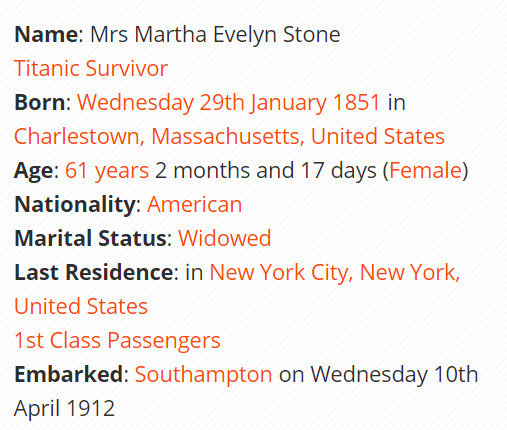 Name: Mrs Martha Evelyn Stone
Titanic Survivor
Born: Wednesday 29th January 1851 in
Charlestown, Massachusetts, United States
Age: 61 years 2 months and 17 days (Female)
Nationality: American
Marital Status: Widowed
Last Residence: in New York City, New York,
United States
1st Class Passengers
Embarked: Southampton on Wednesday 10th
April 1912